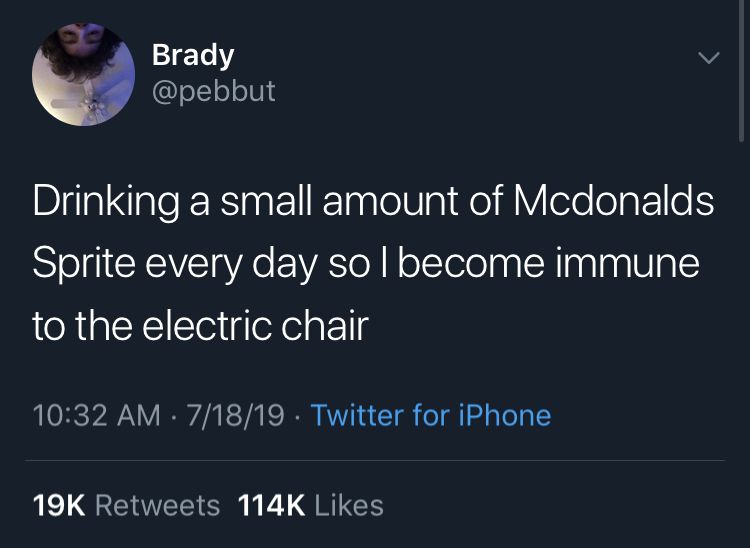 Brady
@pebbut
Drinking a small amount of Mcdonalds
Sprite every day so I become immune
to the electric chair
10:32 AM · 7/18/19 · Twitter for iPhone
19K Retweets 114K Likes